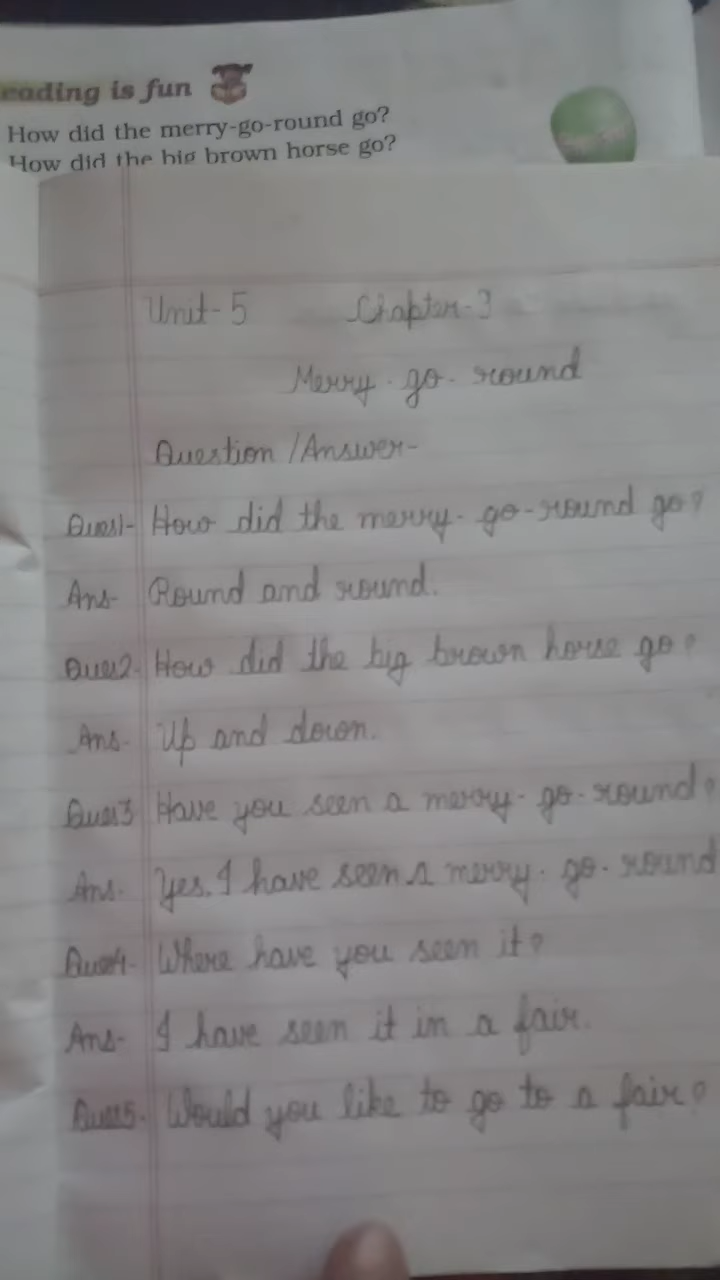 eading is fun
How did the merry-go-round go?
How did the big brown horse go?
Unit-5 Chapter-3
Merry-go-round
Question/Answer-
Ques1- How did the merry-go-round go?
Ans- Round and round.
Ques2- How did the big brown horse go?
Ans- Up and down.
Ques3 Have you seen a merry-go-round?
Ans- Yes. I have seen a merry-go-round
Ques4- Where have you seen it?
Ans- I have seen it in a fair.
Ques5- Would you like to go to a fair?